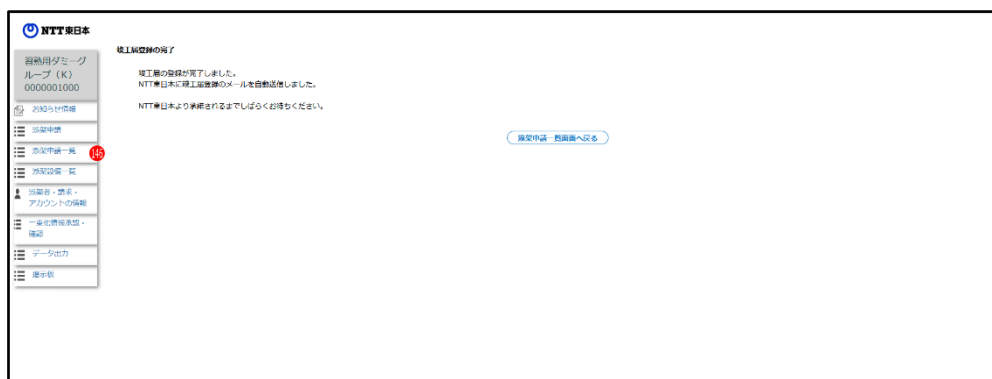 NTT東日本
習熟用ダミーグ
ループ（K）
0000001000
お知らせ情報
添架申請
添架申請一覧
146
添架設備一覧
添架者・請求・
アカウントの情報
一束化情報承認・
確認
データ出力
掲示板
竣工届登録の完了
竣工届の登録が完了しました。
NTT東日本に竣工届登録のメールを自動送信しました。
NTT東日本より承諾されるまでしばらくお待ちください。
添架申請一覧画面へ戻る